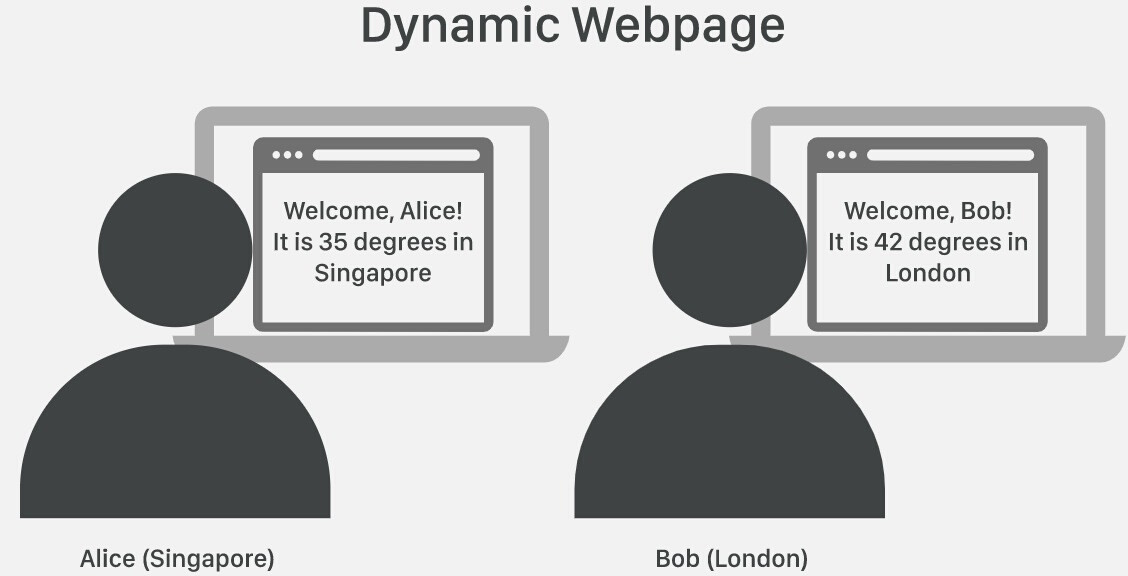 Dynamic Webpage
Welcome, Alice!
It is 35 degrees in
Singapore
Welcome, Bob!
It is 42 degrees in
London
Alice (Singapore)
Bob (London)